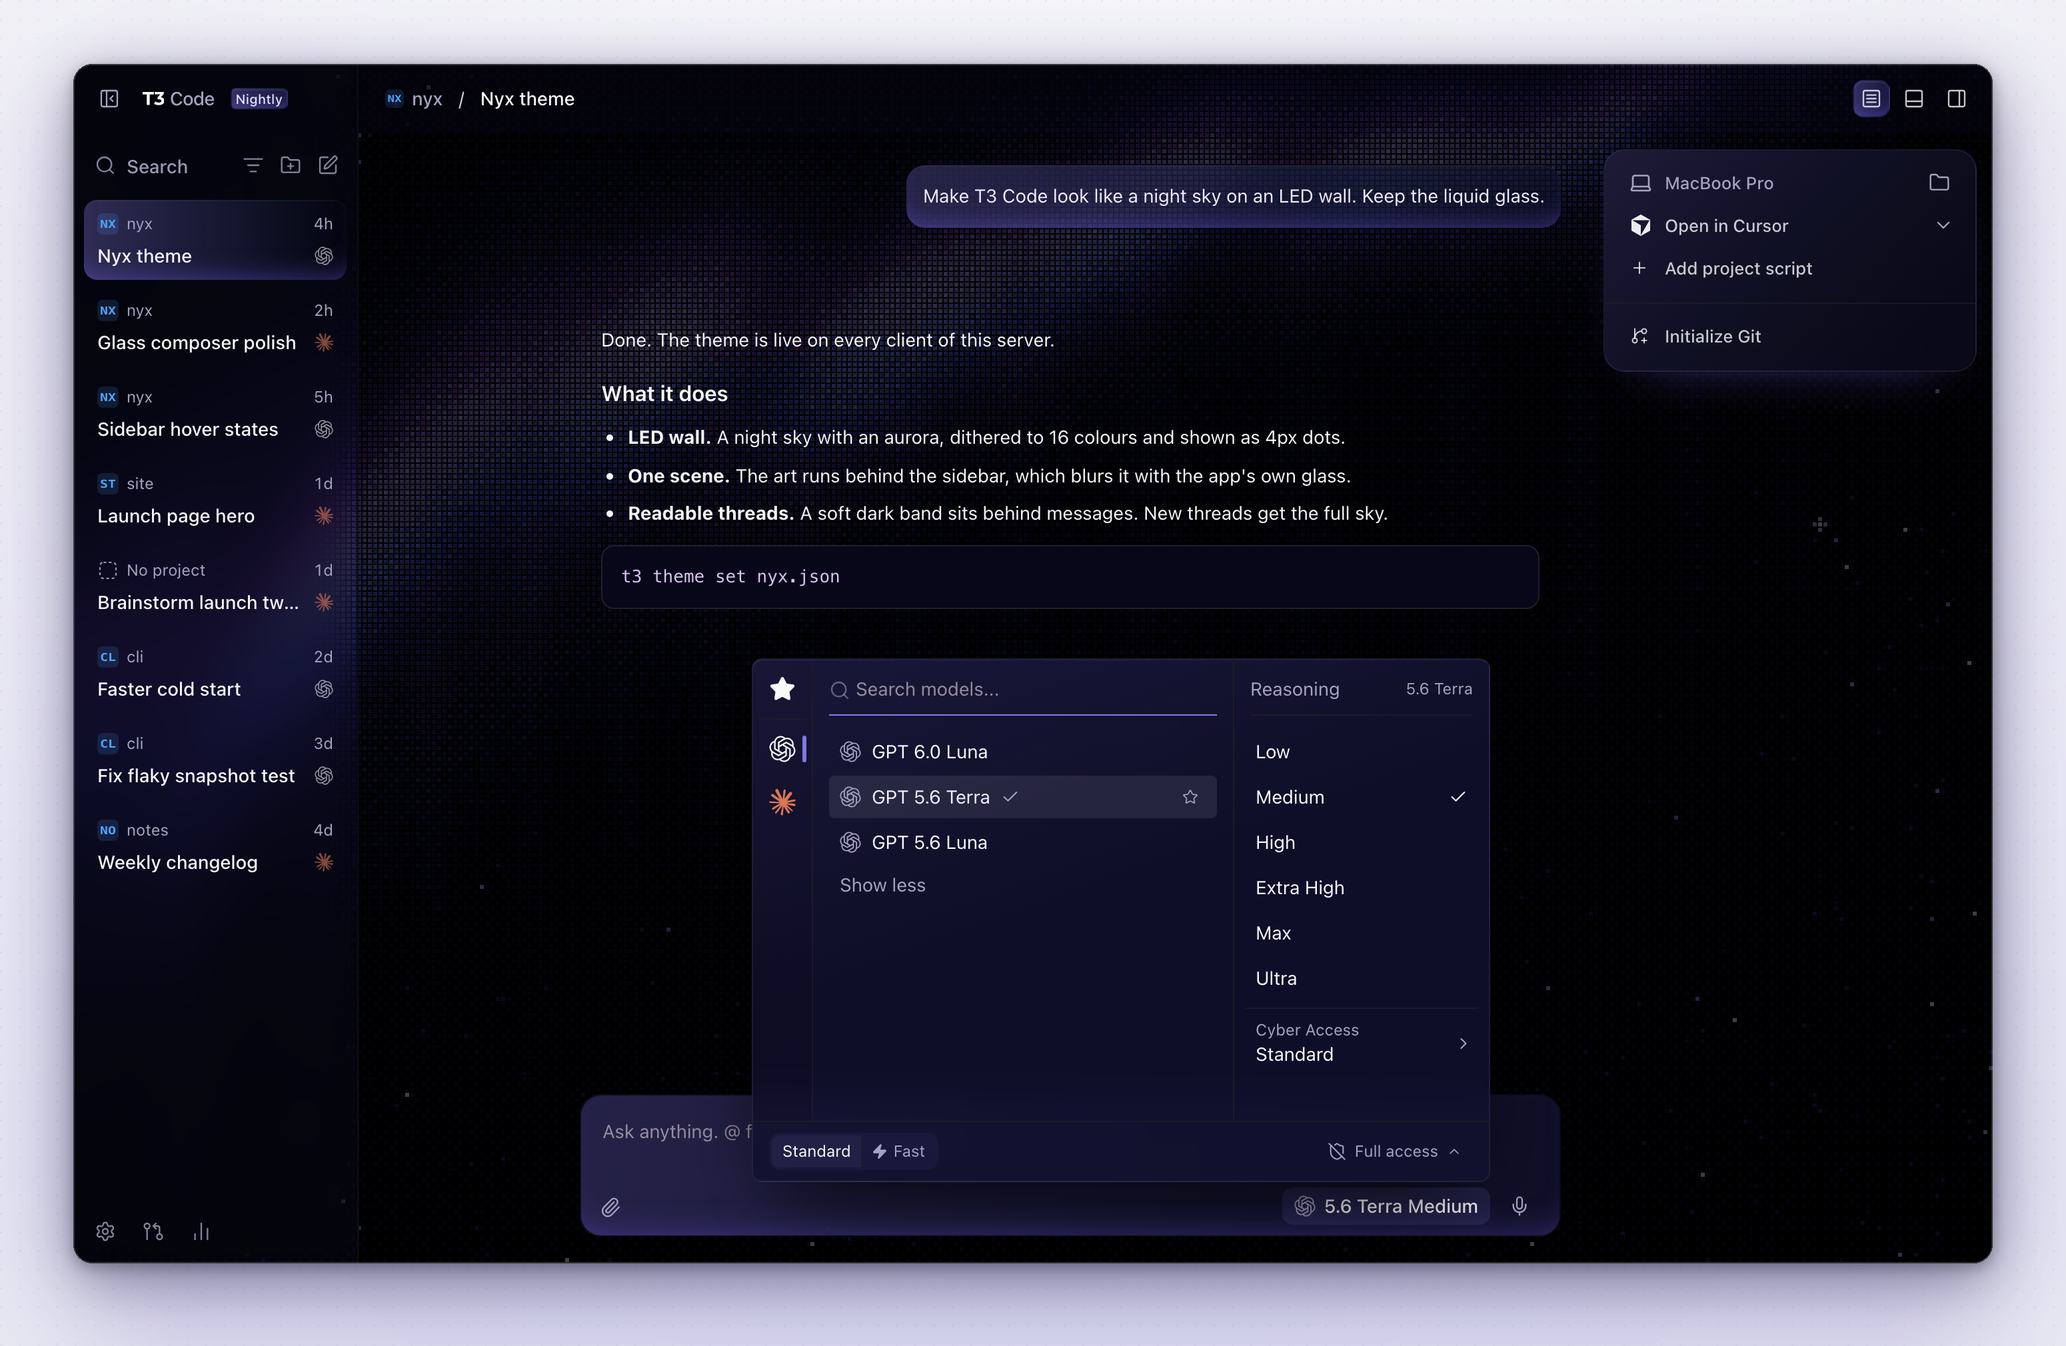 T3 Code Nightly
Search
NX nyx 4h
Nyx theme
NX nyx 2h
Glass composer polish
NX nyx 5h
Sidebar hover states
ST site 1d
Launch page hero
No project 1d
Brainstorm launch tw...
CL cli 2d
Faster cold start
CL cli 3d
Fix flaky snapshot test
NO notes 4d
Weekly changelog
NX nyx / Nyx theme
Make T3 Code look like a night sky on an LED wall. Keep the liquid glass.
MacBook Pro
Open in Cursor
Add project script
Initialize Git
Done. The theme is live on every client of this server.
What it does
• LED wall. A night sky with an aurora, dithered to 16 colours and shown as 4px dots.
• One scene. The art runs behind the sidebar, which blurs it with the app's own glass.
• Readable threads. A soft dark band sits behind messages. New threads get the full sky.
t3 theme set nyx.json
Search models...
GPT 6.0 Luna
GPT 5.6 Terra
GPT 5.6 Luna
Show less
Reasoning 5.6 Terra
Low
Medium
High
Extra High
Max
Ultra
Cyber Access
Standard
Standard Fast
Full access
Ask anything. @ f
5.6 Terra Medium